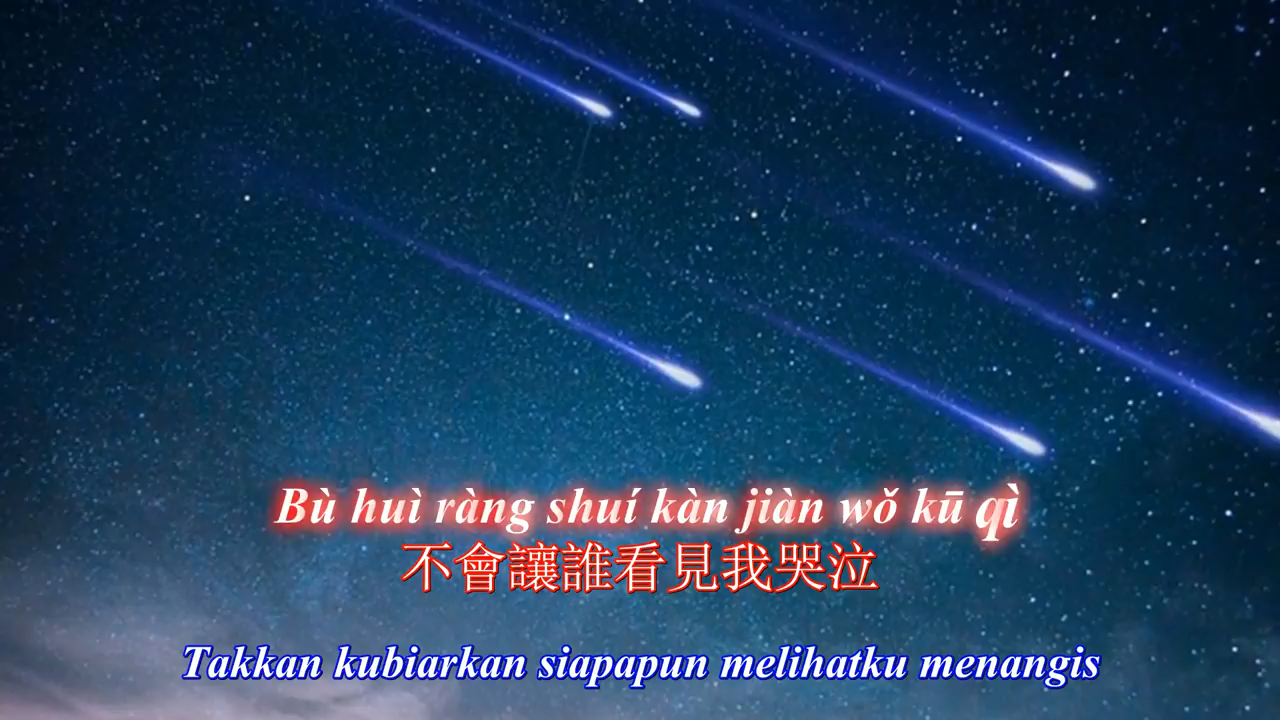 Bù huì ràng shuí kàn jiàn wǒ kū qì
不會讓誰看見我哭泣
Takkan kubiarkan siapapun melihatku menangis